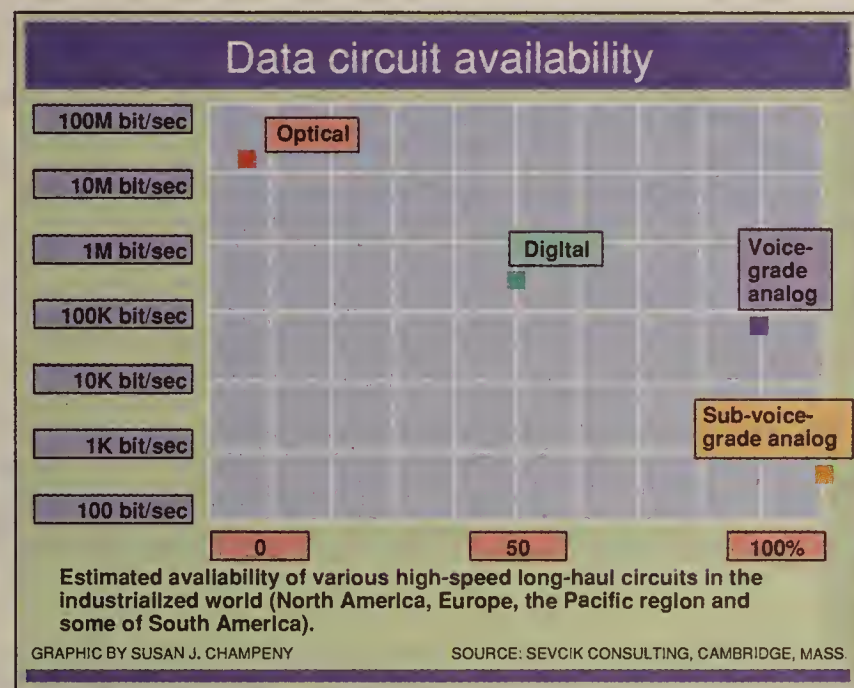 Data circuit availability
100M bit/sec
Optical
10M bit/sec
1M bit/sec
Digital
Voice-
grade
analog
100K bit/sec
10K bit/sec
Sub-voice-
grade analog
1K bit/sec
100 bit/sec
0 50 100%
Estimated availability of various high-speed long-haul circuits in the
industrialized world (North America, Europe, the Pacific region and
some of South America).
GRAPHIC BY SUSAN J. CHAMPENY SOURCE: SEVCIK CONSULTING, CAMBRIDGE, MASS.